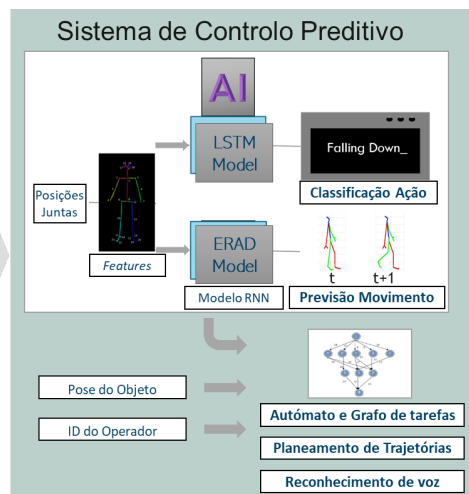 Sistema de Controlo Preditivo
AI
LSTM
Model
Falling Down_
Classificação Ação
Posições
Juntas
Features
ERAD
Model
t
t+1
Modelo RNN
Previsão Movimento
Pose do Objeto
ID do Operador
Autómato e Grafo de tarefas
Planeamento de Trajetórias
Reconhecimento de voz